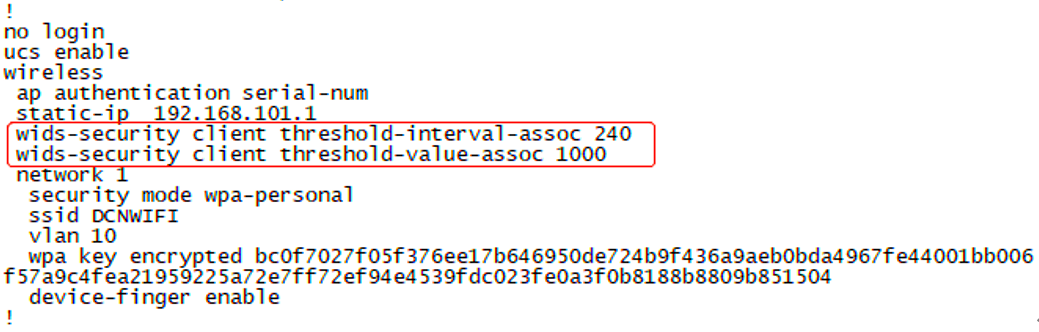 !
no login
ucs enable
wireless
ap authentication serial-num
static-ip  192.168.101.1
wids-security client threshold-interval-assoc 240
wids-security client threshold-value-assoc 1000
network 1
security mode wpa-personal
ssid DCNWIFI
vlan 10
wpa key encrypted bc0f7027f05f376ee17b646950de724b9f436a9aeb0bda4967fe44001bb006
f57a9c4fea21959225a72e7ff72ef94e4539fdc023fe0a3f0b8188b8809b851504
device-finger enable
!